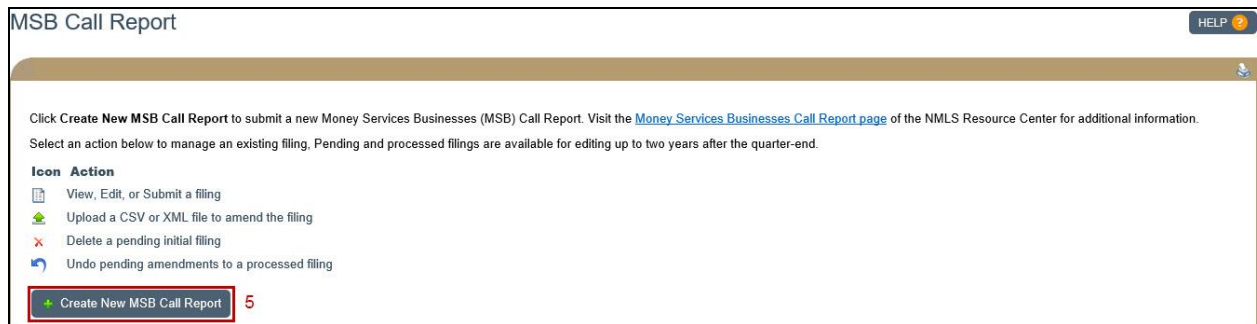 MSB Call Report
HELP ?
Click Create New MSB Call Report to submit a new Money Services Businesses (MSB) Call Report. Visit the Money Services Businesses Call Report page of the NMLS Resource Center for additional information.
Select an action below to manage an existing filing, Pending and processed filings are available for editing up to two years after the quarter-end.
Icon Action
View, Edit, or Submit a filing
Upload a CSV or XML file to amend the filing
Delete a pending initial filing
Undo pending amendments to a processed filing
+ Create New MSB Call Report 5